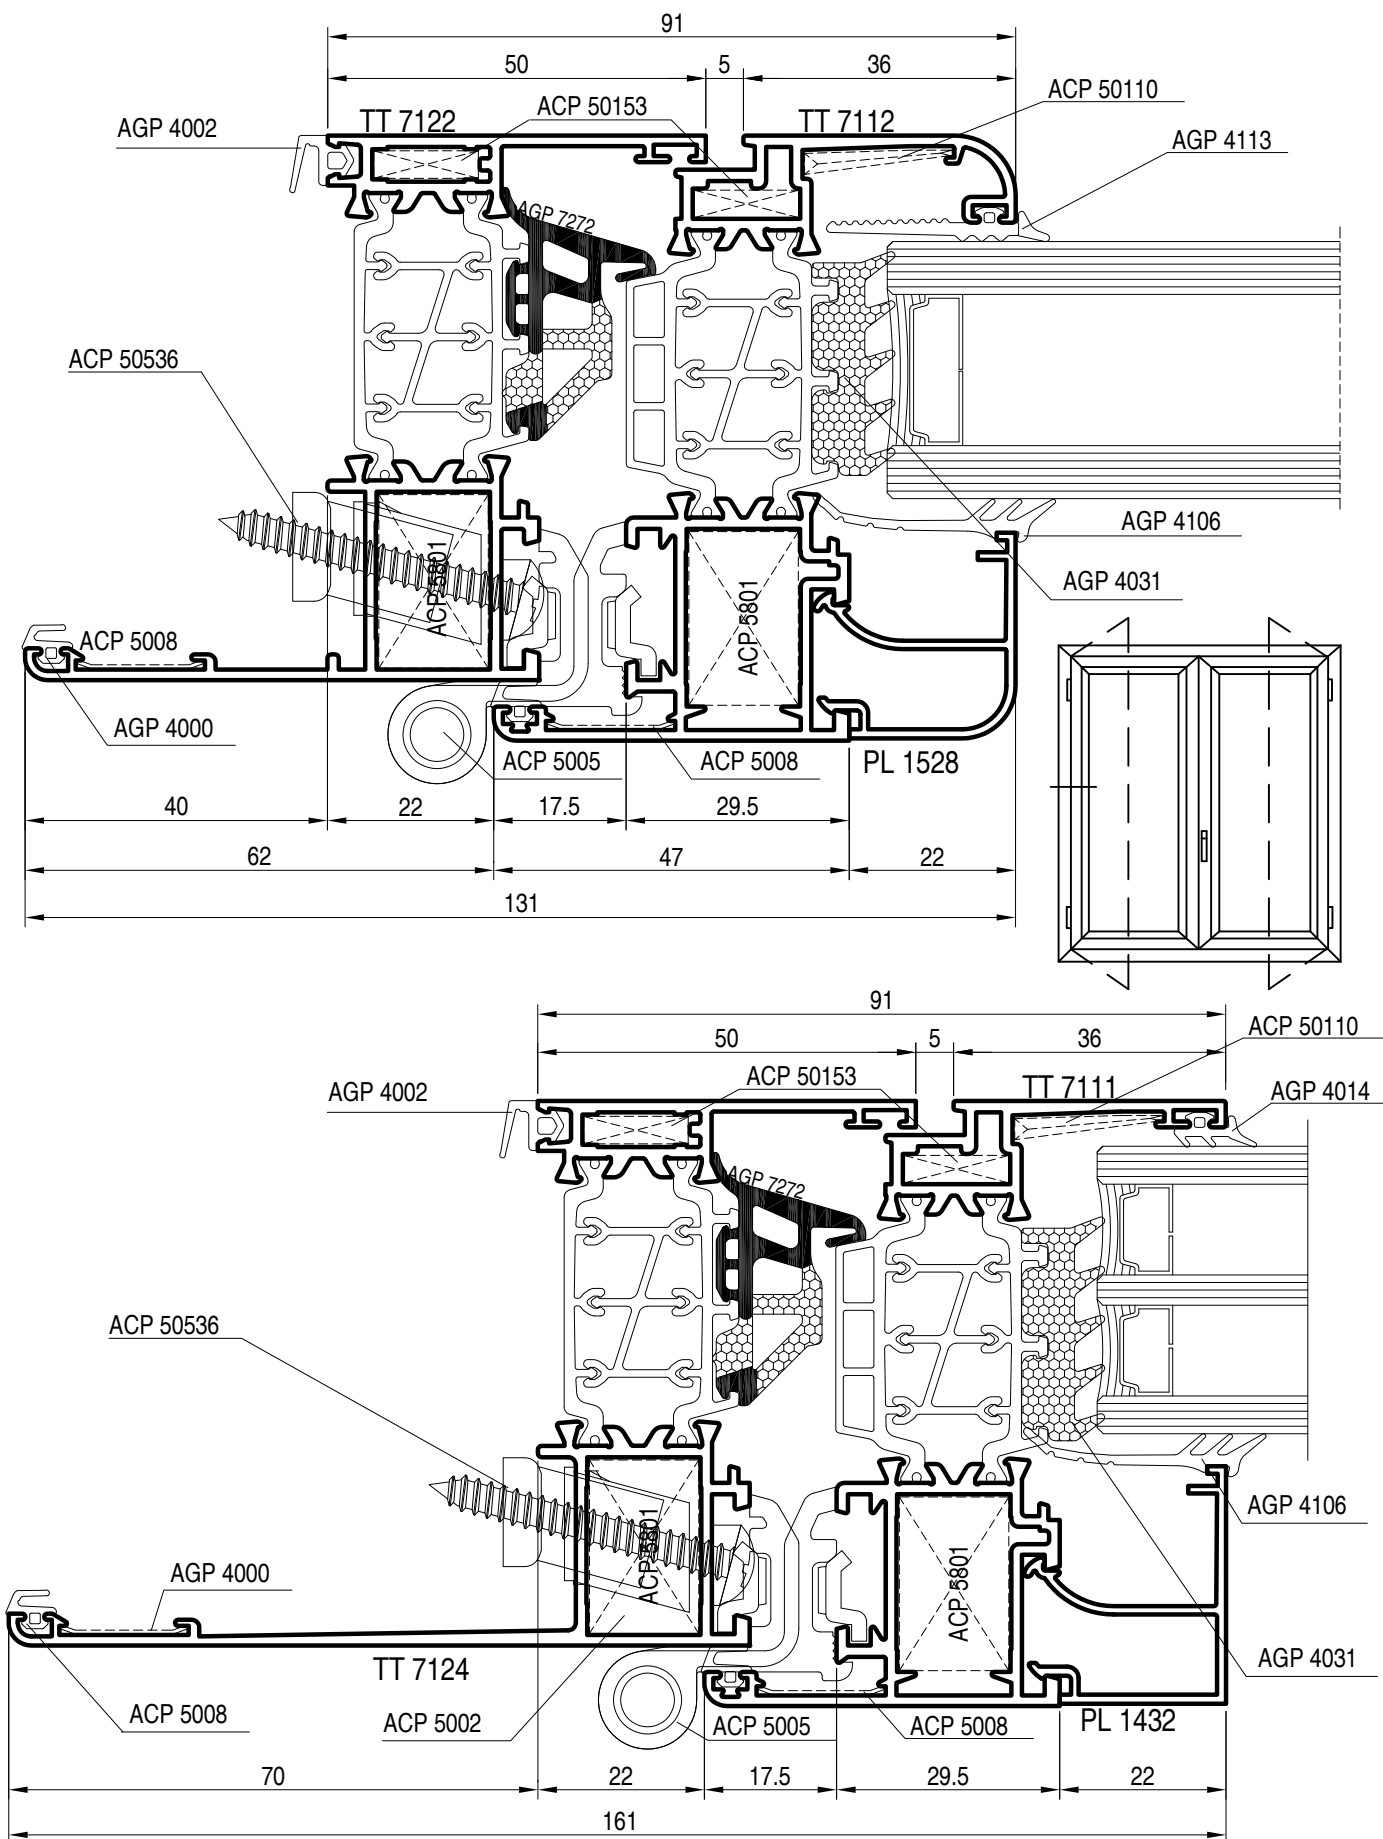 91
50 5 36
ACP 50110
AGP 4002
TT 7122
ACP 50153
TT 7112
AGP 4113
AGP 7272
ACP 50536
AGP 4106
ACP 5801
ACP 5801
AGP 4031
ACP 5008
AGP 4000
ACP 5005
ACP 5008
PL 1528
40 22 17.5 29.5
62 47 22
131
91
50 5 36
ACP 50110
AGP 4002
ACP 50153
TT 7111
AGP 4014
AGP 7272
ACP 50536
AGP 4106
ACP 5801
ACP 5801
AGP 4000
AGP 4031
TT 7124
ACP 5008
ACP 5002
ACP 5005
ACP 5008
PL 1432
70 22 17.5 29.5 22
161